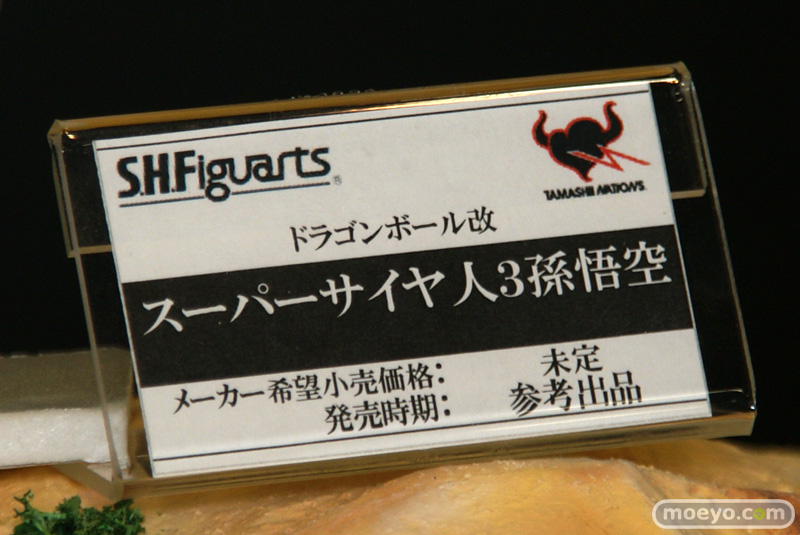 S.H.Figuarts
TAMASHII NATIONS
ドラゴンボール改
スーパーサイヤ人3孫悟空
メーカー希望小売価格： 未定
発売時期： 参考出品
moeyo.com